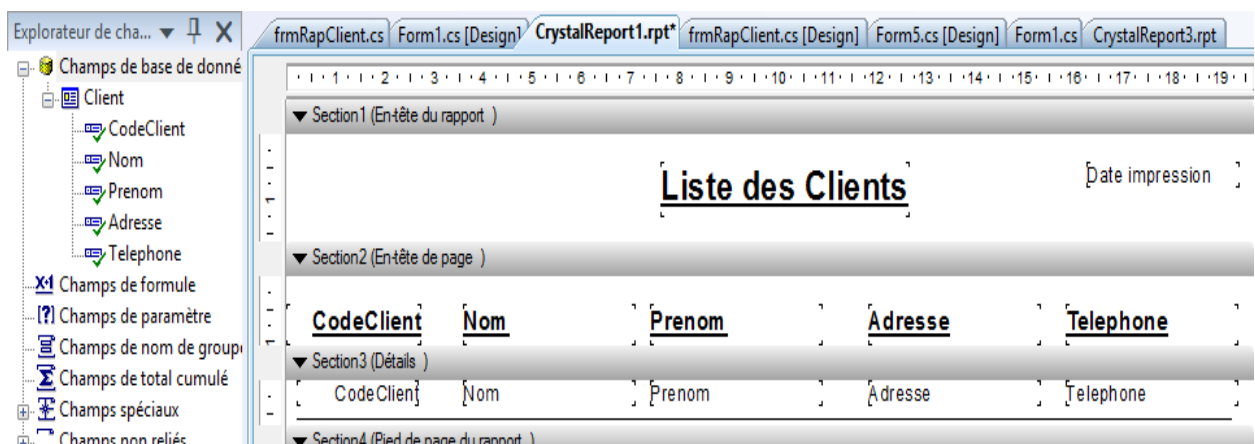 Explorateur de cha...
Champs de base de donné
Client
CodeClient
Nom
Prenom
Adresse
Telephone
Champs de formule
Champs de paramètre
Champs de nom de group
Champs de total cumulé
Champs spéciaux
Champs non reliés
frmRapClient.cs Form1.cs [Design] CrystalReport1.rpt* frmRapClient.cs [Design] Form5.cs [Design] Form1.cs CrystalReport3.rpt
1 2 3 4 5 6 7 8 9 10 11 12 13 14 15 16 17 18 19
Section1 (En-tête du rapport )
Liste des Clients Date impression
Section2 (En-tête de page )
CodeClient Nom Prenom Adresse Telephone
Section3 (Détails )
CodeClient Nom Prenom Adresse Telephone
Section4 (Pied de page du rapport )